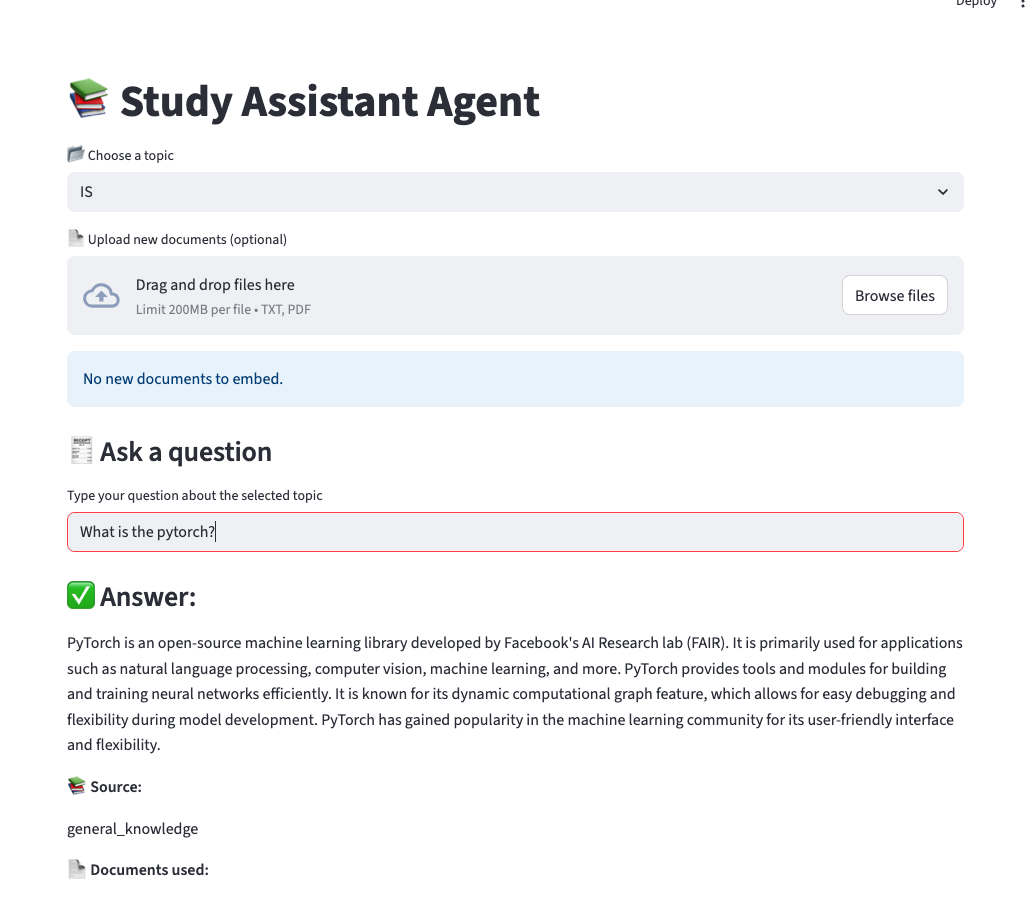 Deploy
Study Assistant Agent
Choose a topic
IS
Upload new documents (optional)
Drag and drop files here
Limit 200MB per file • TXT, PDF
Browse files
No new documents to embed.
Ask a question
Type your question about the selected topic
What is the pytorch?
Answer:
PyTorch is an open-source machine learning library developed by Facebook's AI Research lab (FAIR). It is primarily used for applications
such as natural language processing, computer vision, machine learning, and more. PyTorch provides tools and modules for building
and training neural networks efficiently. It is known for its dynamic computational graph feature, which allows for easy debugging and
flexibility during model development. PyTorch has gained popularity in the machine learning community for its user-friendly interface
and flexibility.
Source:
general_knowledge
Documents used: